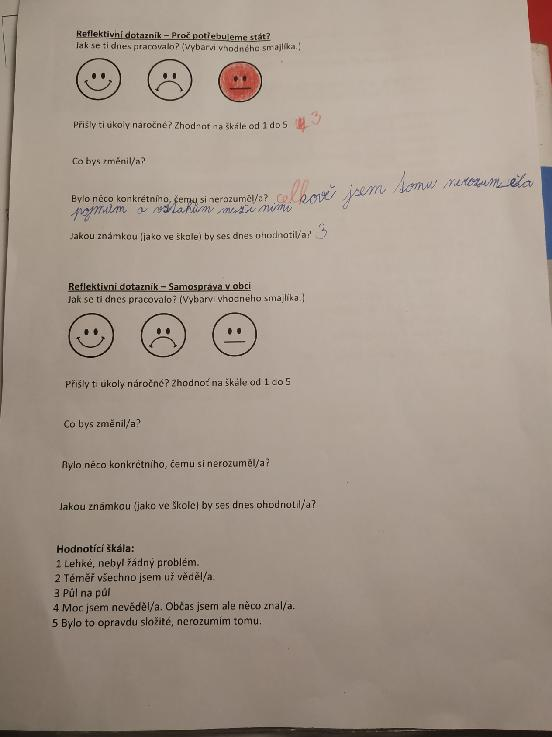 Reflektivní dotazník – Proč potřebujeme stát?
Jak se ti dnes pracovalo? (Vybarvi vhodného smajlíka.)
Přišly ti úkoly náročné? Zhodnoť na škále od 1 do 5 3
Co bys změnil/a?
Bylo něco konkrétního, čemu si nerozuměl/a? celkově jsem tomu nerozuměla
pojmům a vztahům mezi nimi
Jakou známkou (jako ve škole) by ses dnes ohodnotil/a? 3
Reflektivní dotazník – Samospráva v obci
Jak se ti dnes pracovalo? (Vybarvi vhodného smajlíka.)
Přišly ti úkoly náročné? Zhodnoť na škále od 1 do 5
Co bys změnil/a?
Bylo něco konkrétního, čemu si nerozuměl/a?
Jakou známkou (jako ve škole) by ses dnes ohodnotil/a?
Hodnotící škála:
1 Lehké, nebyl žádný problém.
2 Téměř všechno jsem už věděl/a.
3 Půl na půl
4 Moc jsem nevěděl/a. Občas jsem ale něco znal/a.
5 Bylo to opravdu složité, nerozumím tomu.